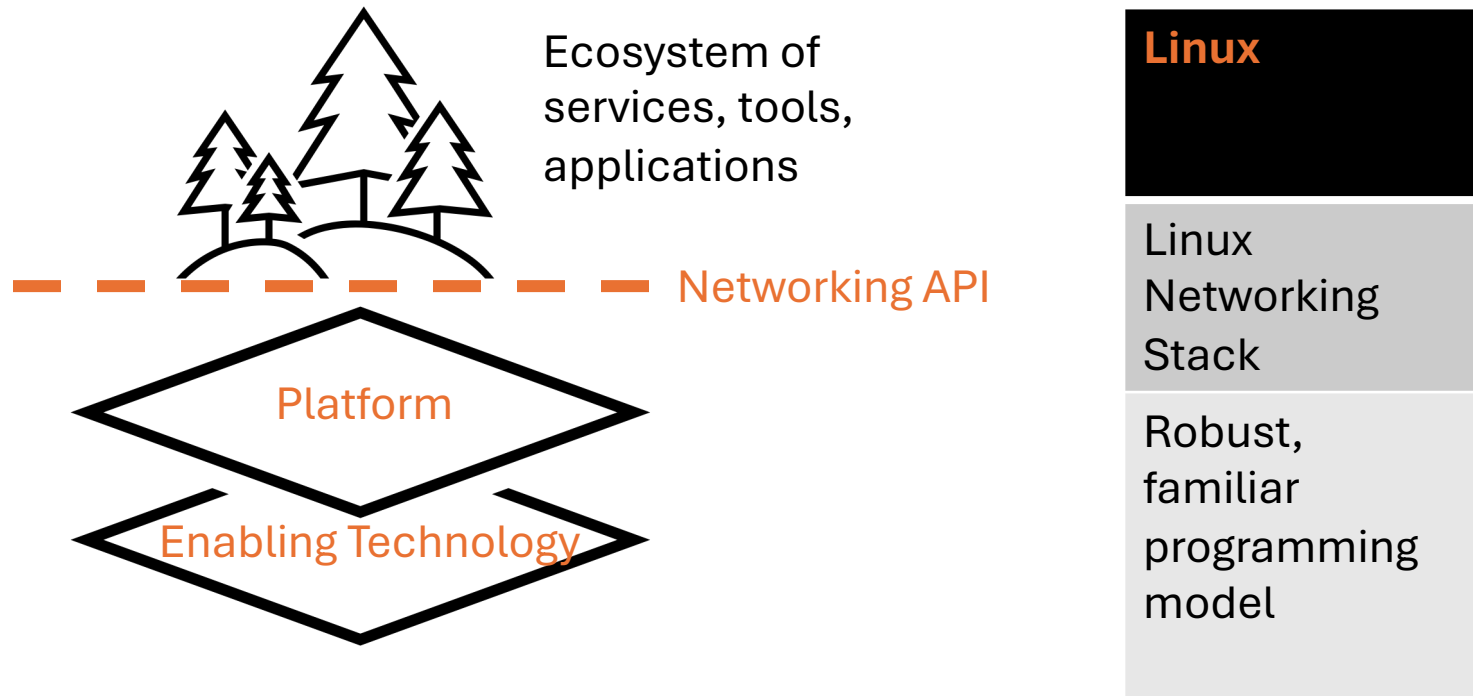 Ecosystem of
services, tools,
applications
Networking API
Platform
Enabling Technology
Linux
Linux
Networking
Stack
Robust,
familiar
programming
model